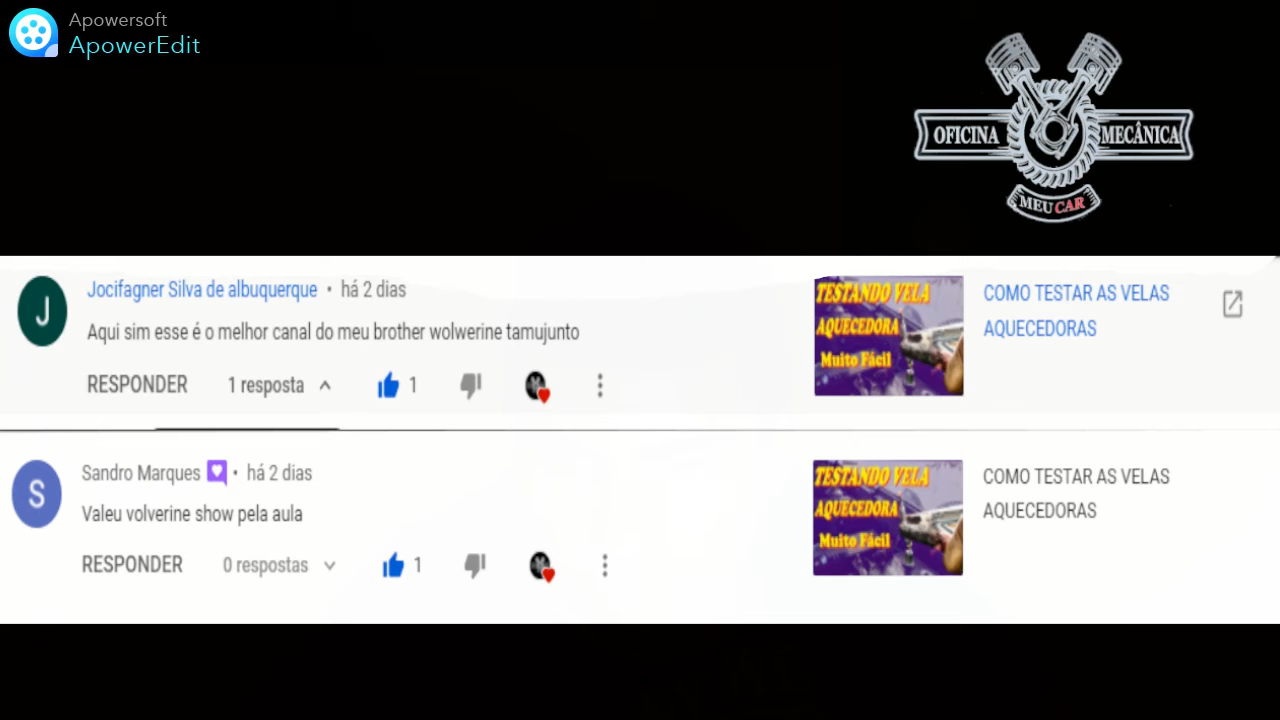 Apowersoft
ApowerEdit
OFICINA MECÂNICA
MEU CAR
Jocifagner Silva de albuquerque • há 2 dias
Aqui sim esse é o melhor canal do meu brother wolwerine tamujunto
RESPONDER 1 resposta 1
TESTANDO VELA
AQUECEDORA
Muito Fácil
COMO TESTAR AS VELAS
AQUECEDORAS
Sandro Marques • há 2 dias
Valeu volverine show pela aula
RESPONDER 0 respostas 1
TESTANDO VELA
AQUECEDORA
Muito Fácil
COMO TESTAR AS VELAS
AQUECEDORAS
J
S